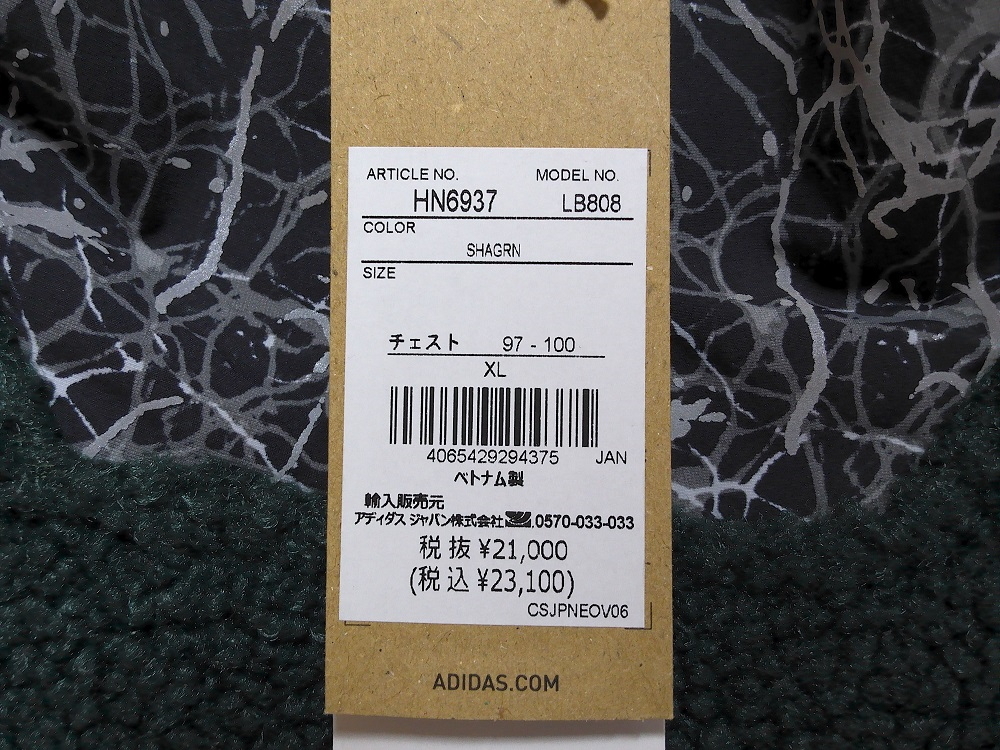 ARTICLE NO. MODEL NO.
HN6937 LB808
COLOR
SHAGRN
SIZE
チェスト 97 - 100
XL
4065429294375 JAN
ベトナム製
輸入販売元
アディダス ジャパン株式会社 .0570-033-033
税 抜 ¥21,000
(税 込 ¥23,100)
CSJPNEOV06
ADIDAS.COM